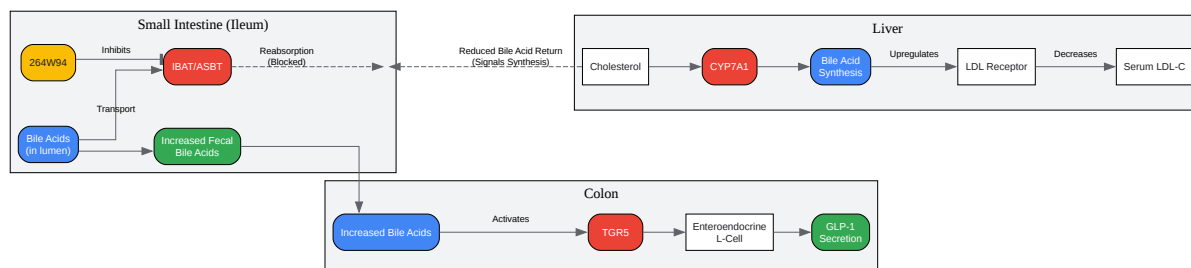 Small Intestine (Ileum)
264W94
Inhibits
IBAT/ASBT
Reabsorption
(Blocked)
Transport
Bile Acids
(in lumen)
Increased Fecal
Bile Acids
Reduced Bile Acid Return
(Signals Synthesis)
Liver
Cholesterol
CYP7A1
Bile Acid
Synthesis
Upregulates
LDL Receptor
Decreases
Serum LDL-C
Colon
Increased Bile Acids
Activates
TGR5
Enteroendocrine
L-Cell
GLP-1
Secretion